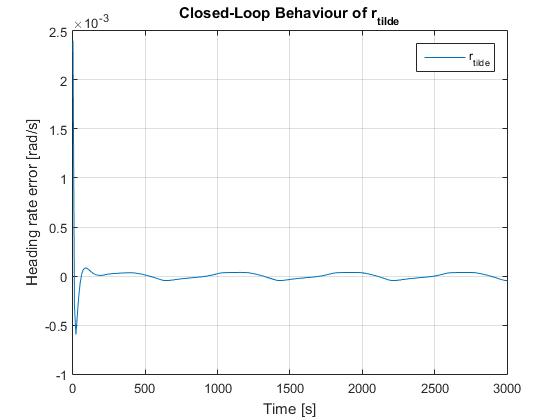 Closed-Loop Behaviour of r_tilde
×10^-3
2.5
2
1.5
1
0.5
0
-0.5
-1
Heading rate error [rad/s]
r_tilde
0 500 1000 1500 2000 2500 3000
Time [s]